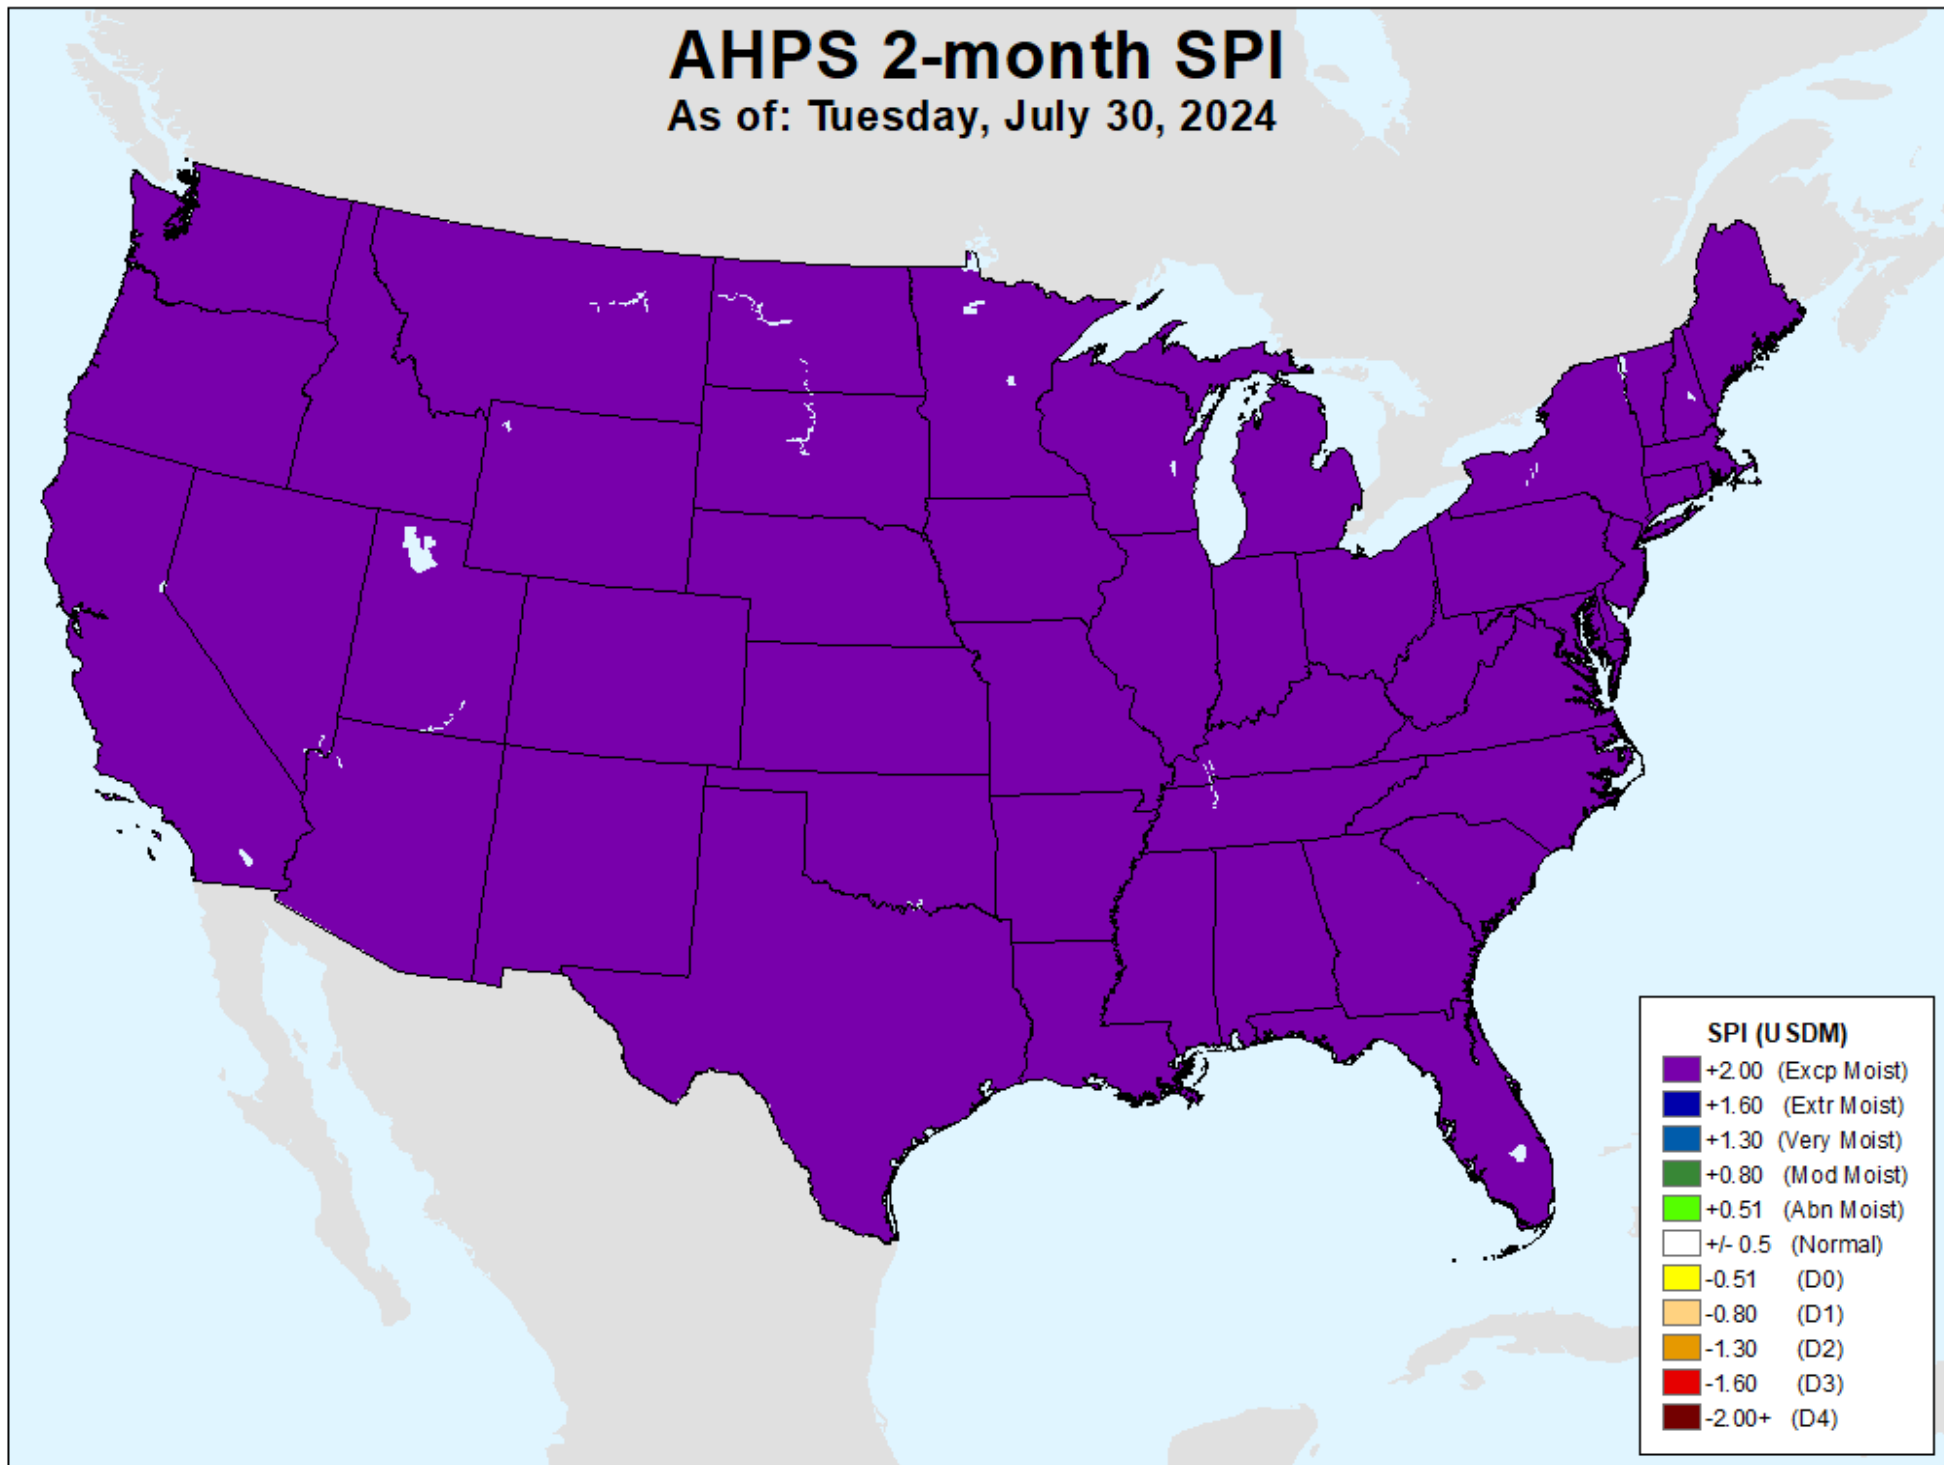 AHPS 2-month SPI
As of: Tuesday, July 30, 2024
SPI (USDM)
+2.00 (Excp Moist)
+1.60 (Extr Moist)
+1.30 (Very Moist)
+0.80 (Mod Moist)
+0.51 (Abn Moist)
+/- 0.5 (Normal)
-0.51 (D0)
-0.80 (D1)
-1.30 (D2)
-1.60 (D3)
-2.00+ (D4)